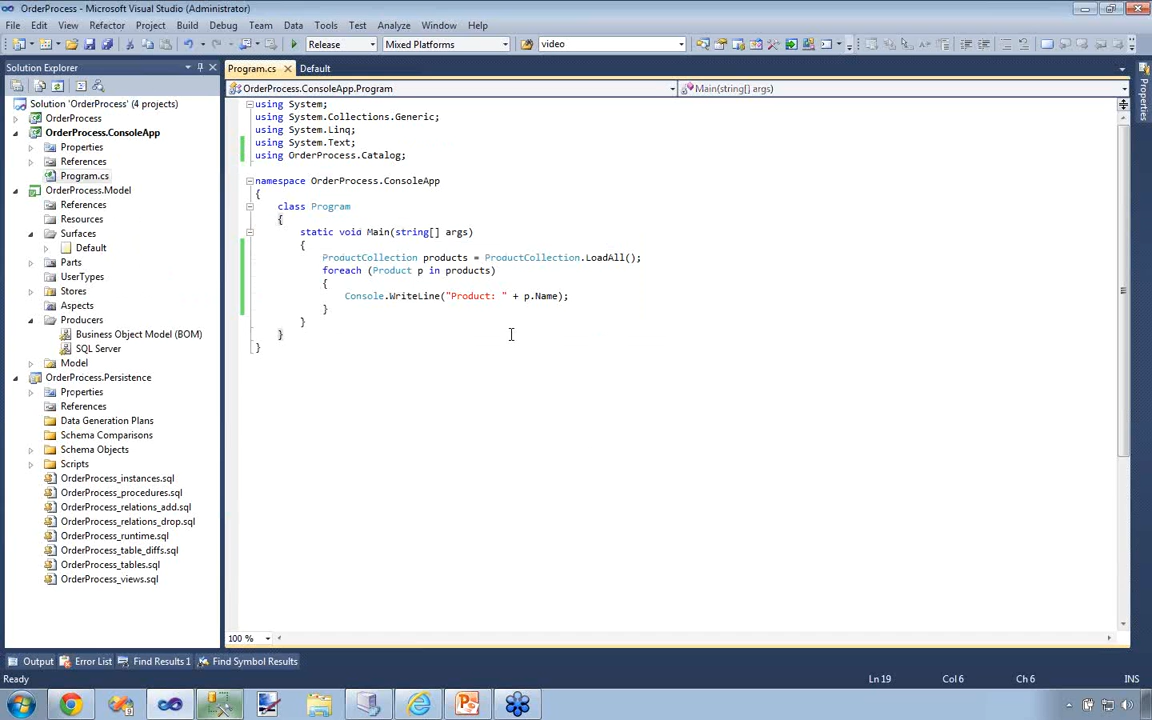 OrderProcess - Microsoft Visual Studio (Administrator)
File Edit View Refactor Project Build Debug Team Data Tools Test Analyze Window Help
Release Mixed Platforms video
Solution Explorer
Program.cs Default
OrderProcess.ConsoleApp.Program Main(string[] args)
Solution 'OrderProcess' (4 projects)
OrderProcess
OrderProcess.ConsoleApp
Properties
References
Program.cs
OrderProcess.Model
References
Resources
Surfaces
Default
Parts
UserTypes
Stores
Aspects
Producers
Business Object Model (BOM)
SQL Server
Model
OrderProcess.Persistence
Properties
References
Data Generation Plans
Schema Comparisons
Schema Objects
Scripts
OrderProcess_instances.sql
OrderProcess_procedures.sql
OrderProcess_relations_add.sql
OrderProcess_relations_drop.sql
OrderProcess_runtime.sql
OrderProcess_table_diffs.sql
OrderProcess_tables.sql
OrderProcess_views.sql
using System;
using System.Collections.Generic;
using System.Linq;
using System.Text;
using OrderProcess.Catalog;
namespace OrderProcess.ConsoleApp
{
class Program
{
static void Main(string[] args)
{
ProductCollection products = ProductCollection.LoadAll();
foreach (Product p in products)
{
Console.WriteLine("Product: " + p.Name);
}
}
}
}
Properties
100 %
Output Error List Find Results 1 Find Symbol Results
Ready Ln 19 Col 6 Ch 6 INS